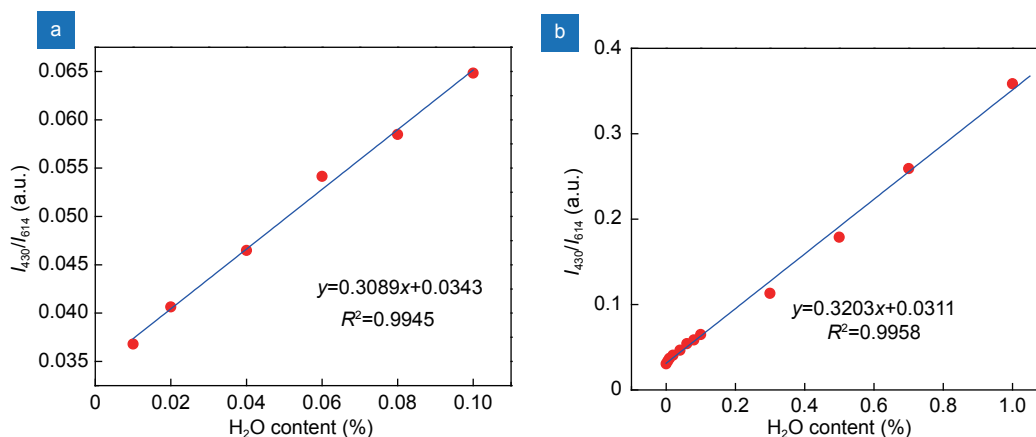 a
0.065
0.060
0.055
0.050
0.045
0.040
0.035
I₄₃₀/I₆₁₄ (a.u.)
y=0.3089x+0.0343
R²=0.9945
0
0.02
0.04
0.06
0.08
0.10
H₂O content (%)
b
0.4
0.3
0.2
0.1
0
I₄₃₀/I₆₁₄ (a.u.)
y=0.3203x+0.0311
R²=0.9958
0
0.2
0.4
0.6
0.8
1.0
H₂O content (%)